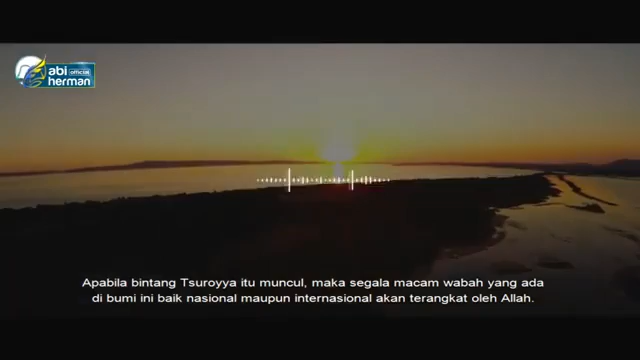 abi official
herman
Apabila bintang Tsuroyya itu muncul, maka segala macam wabah yang ada
di bumi ini baik nasional maupun internasional akan terangkat oleh Allah.